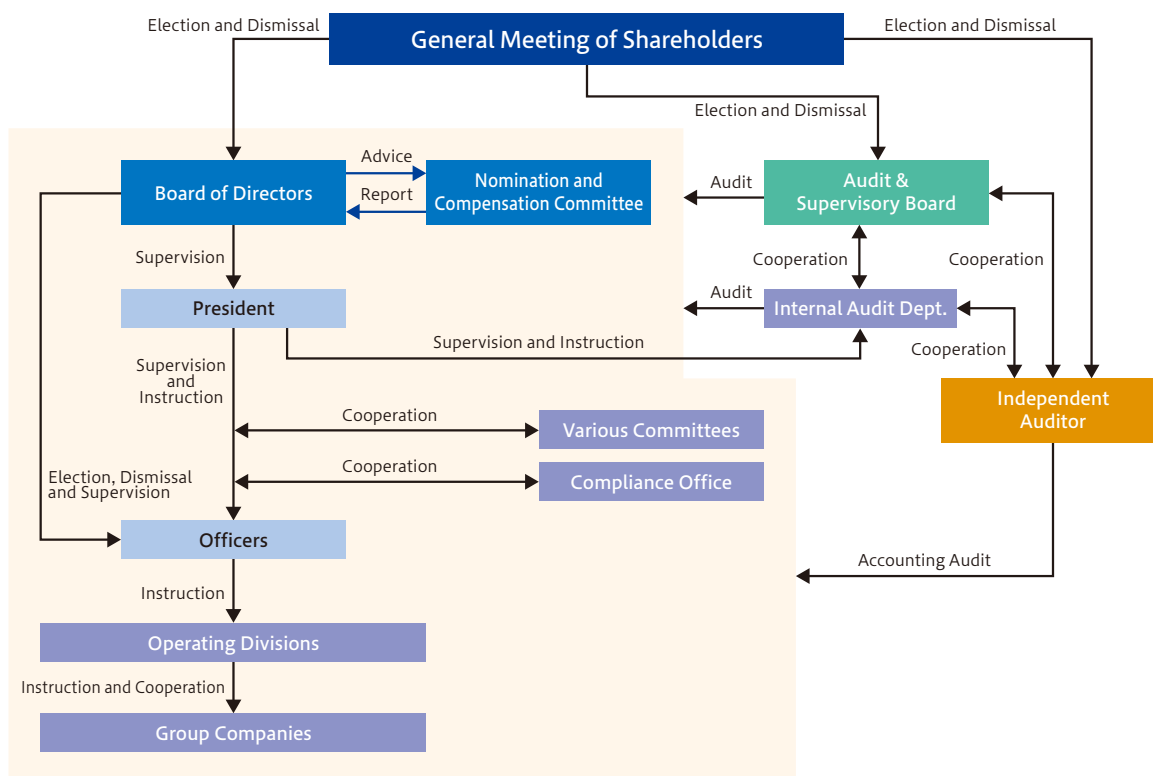 Election and Dismissal
General Meeting of Shareholders
Election and Dismissal
Election and Dismissal
Board of Directors
Advice
Report
Nomination and
Compensation Committee
Audit
Audit &
Supervisory Board
Supervision
Cooperation
Cooperation
President
Audit
Internal Audit Dept.
Supervision and Instruction
Cooperation
Supervision
and
Instruction
Independent
Auditor
Cooperation
Various Committees
Cooperation
Compliance Office
Election, Dismissal
and Supervision
Officers
Accounting Audit
Instruction
Operating Divisions
Instruction and Cooperation
Group Companies